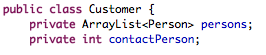 public class Customer {
    private ArrayList<Person> persons;
    private int contactPerson;